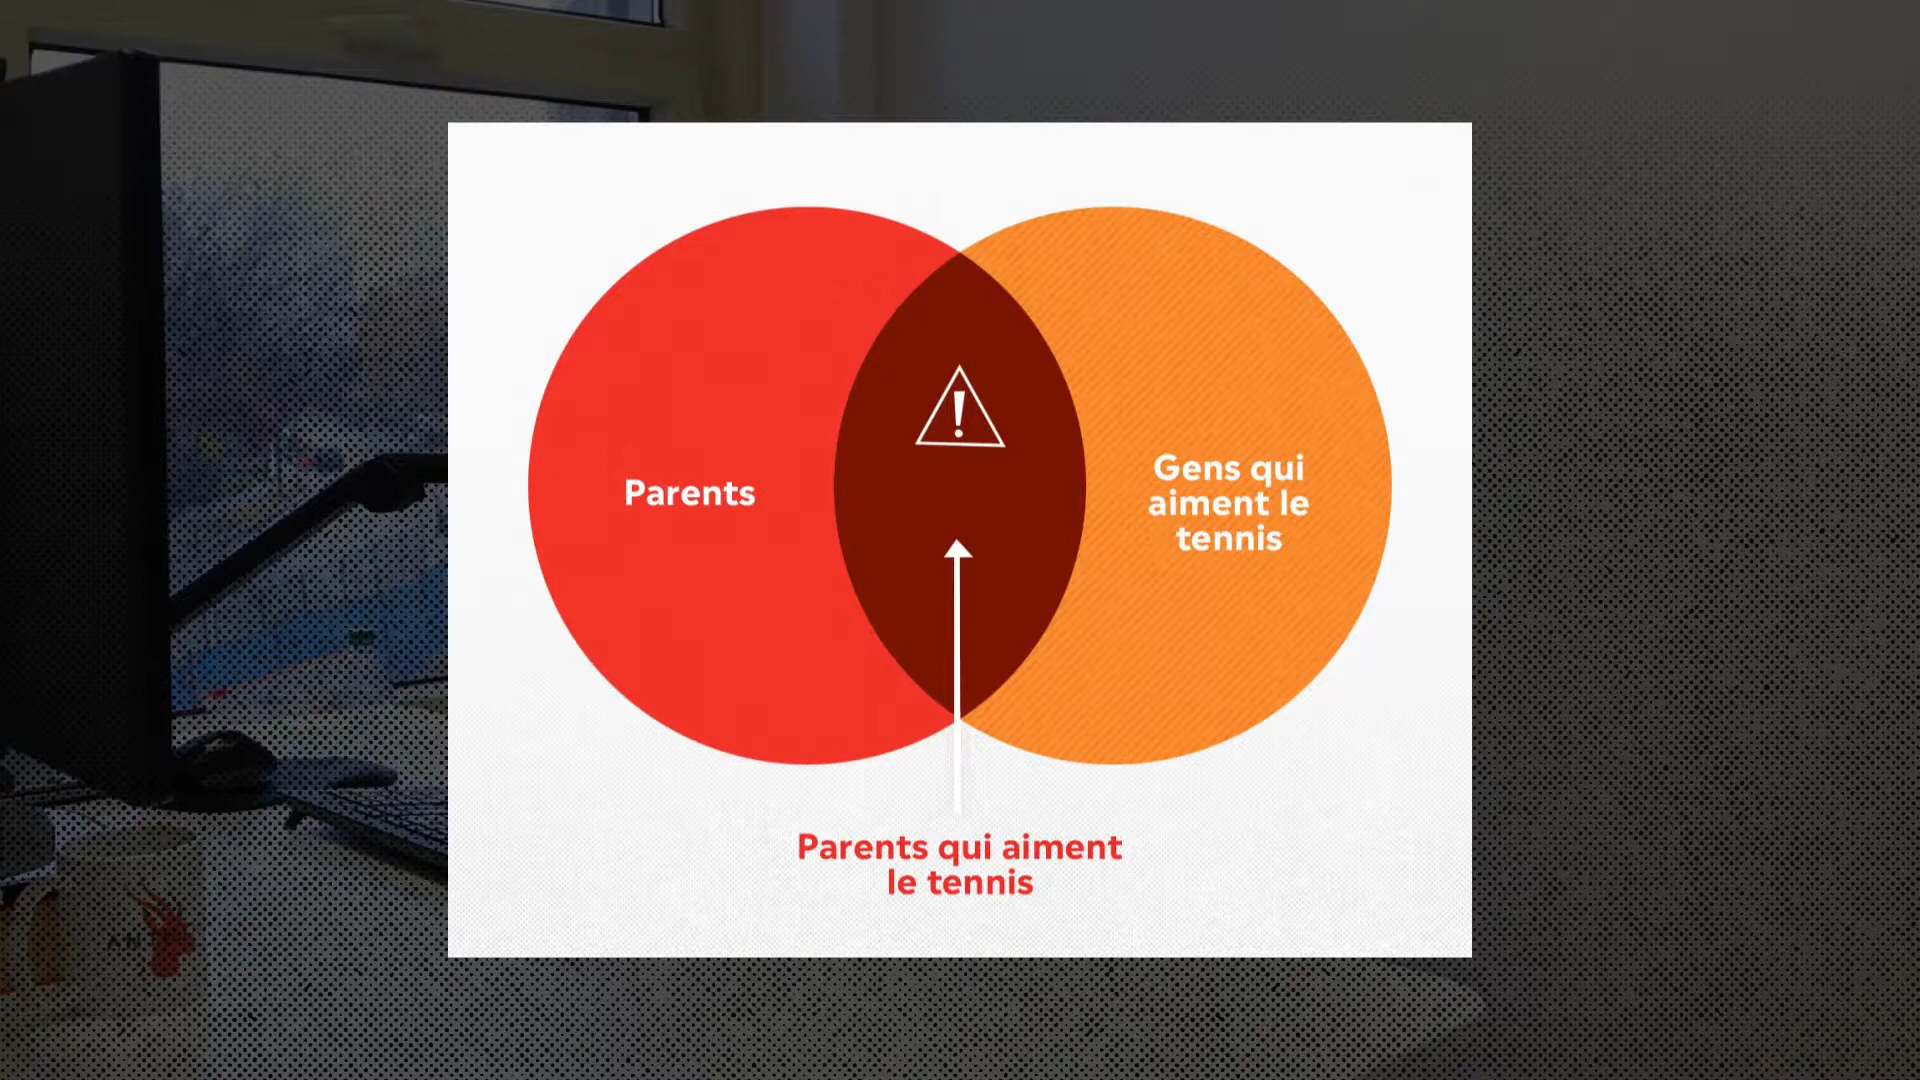 Parents
Gens qui
aiment le
tennis
Parents qui aiment
le tennis